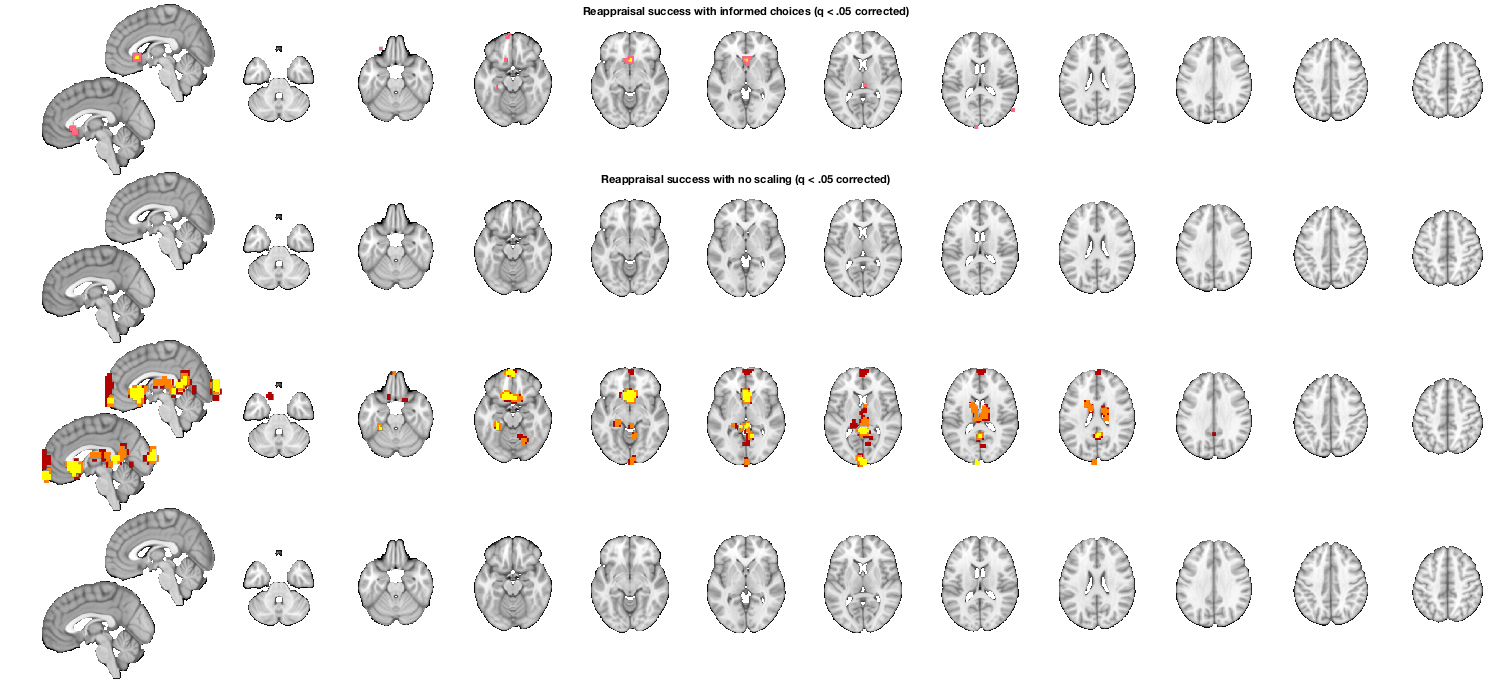 Reappraisal success with informed choices (q < .05 corrected)
Reappraisal success with no scaling (q < .05 corrected)